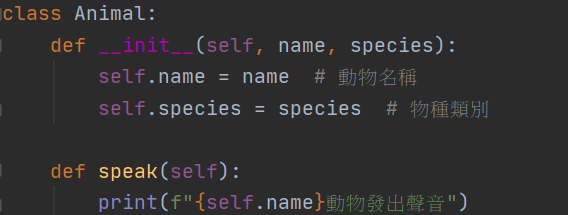 class Animal:
    def __init__(self, name, species):
        self.name = name  # 動物名稱
        self.species = species  # 物種類別
    def speak(self):
        print(f"{self.name}動物發出聲音")